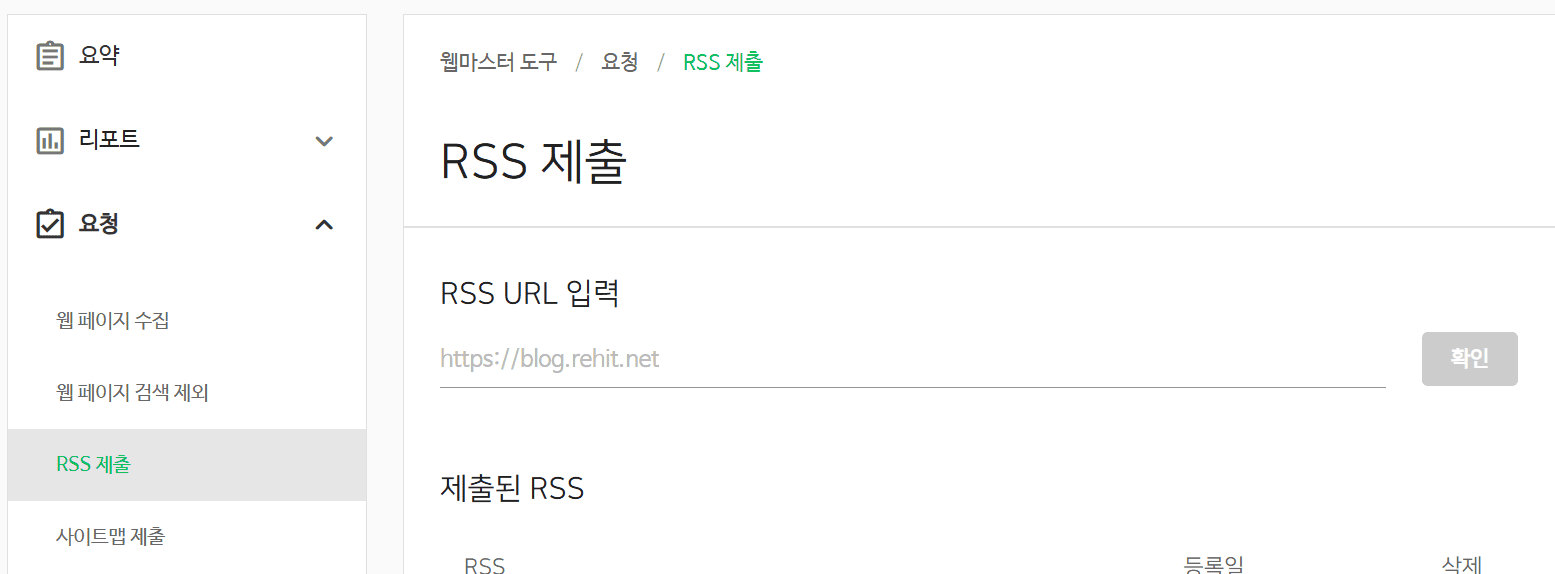 요약
리포트
요청
웹 페이지 수집
웹 페이지 검색 제외
RSS 제출
사이트맵 제출
웹마스터 도구 / 요청 / RSS 제출
RSS 제출
RSS URL 입력
https://blog.rehit.net
확인
제출된 RSS
RSS 등록일 삭제